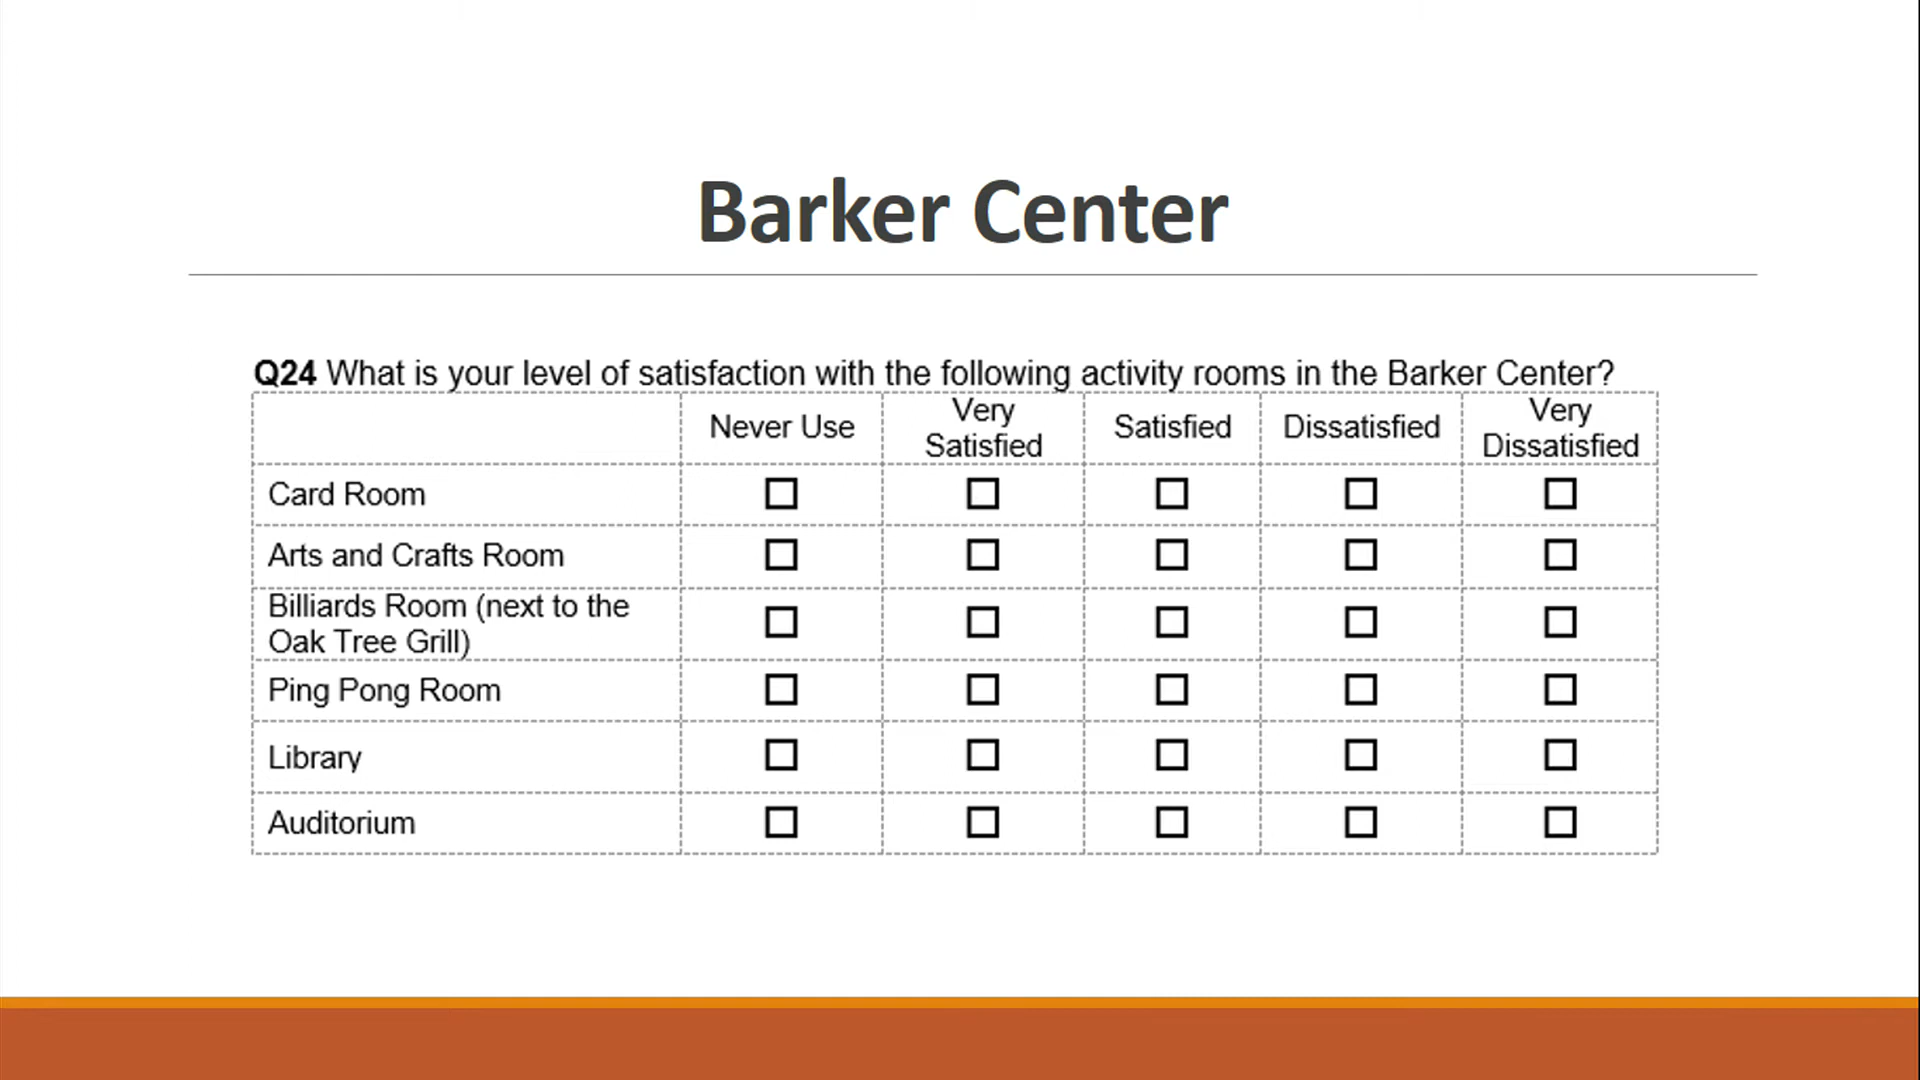 Barker Center
Q24 What is your level of satisfaction with the following activity rooms in the Barker Center?
Never Use
Very
Satisfied
Satisfied
Dissatisfied
Very
Dissatisfied
Card Room
Arts and Crafts Room
Billiards Room (next to the
Oak Tree Grill)
Ping Pong Room
Library
Auditorium